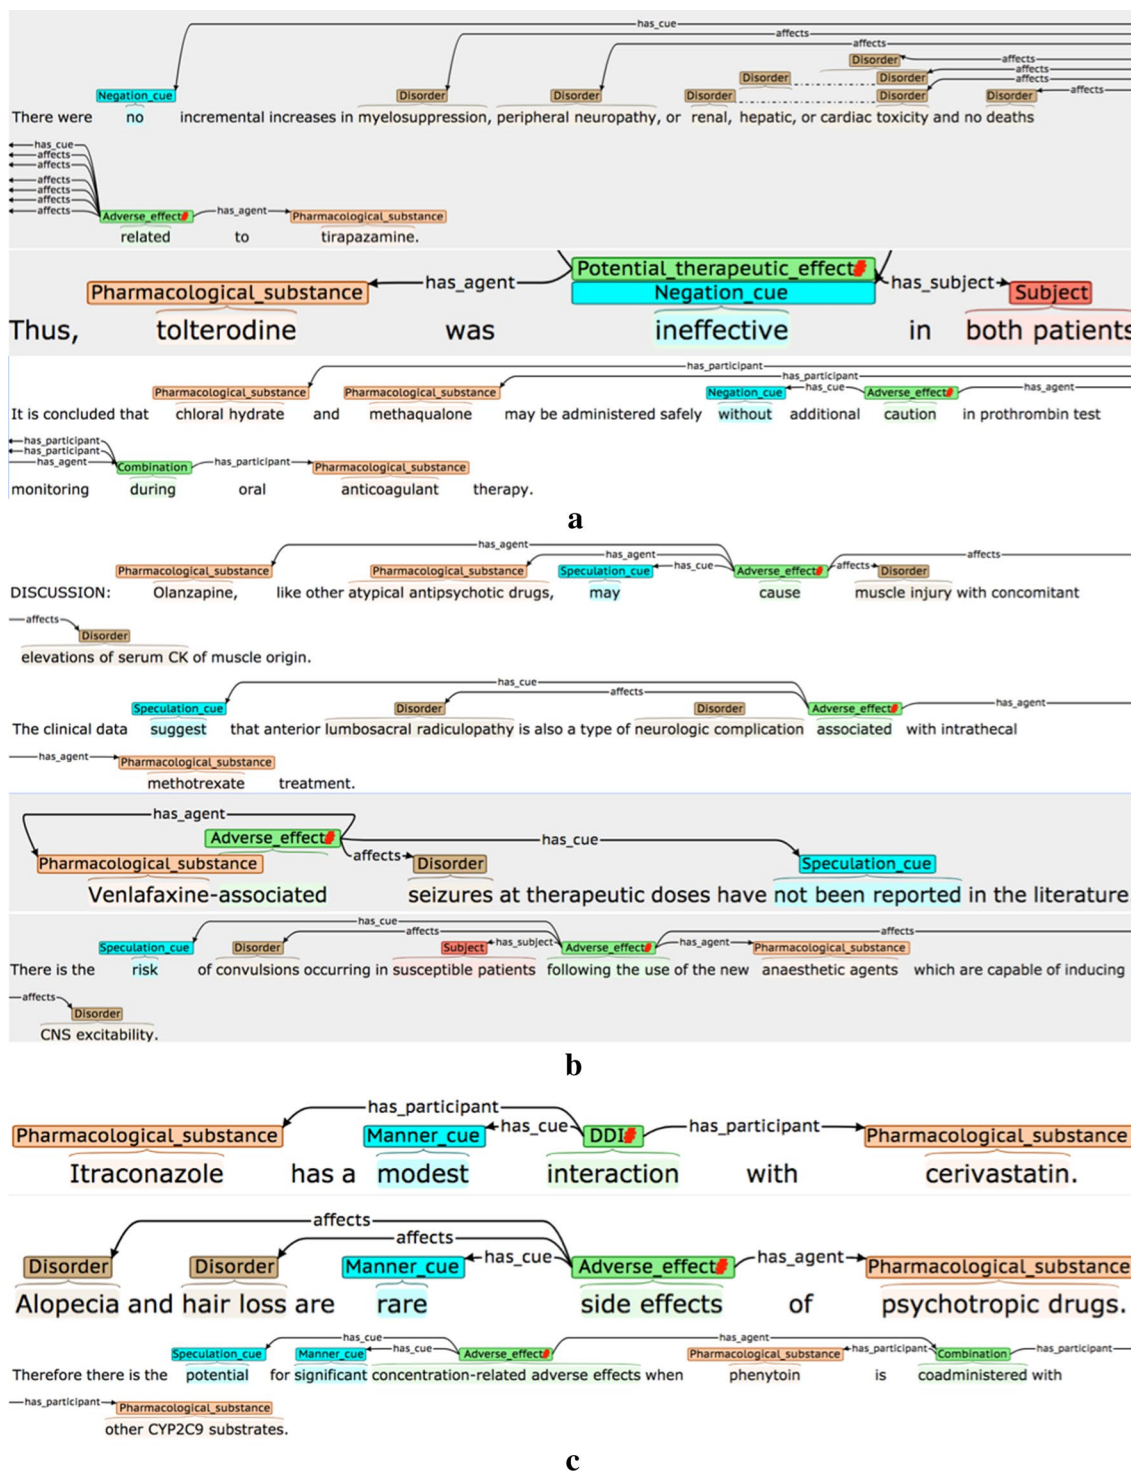 has_cue
affects
affects
Disorder affects
Disorder Disorder affects
Negation_cue Disorder Disorder Disorder Disorder Disorder affects
There were no incremental increases in myelosuppression, peripheral neuropathy, or renal, hepatic, or cardiac toxicity and no deaths
has_cue
affects
affects
affects
affects
affects
affects Adverse_effect has_agent Pharmacological_substance
related to tirapazamine.
Potential_therapeutic_effect
Pharmacological_substance has_agent Negation_cue has_subject Subject
Thus, tolterodine was ineffective in both patients
has_participant
has_participant
Pharmacological_substance Pharmacological_substance Negation_cue has_cue Adverse_effect has_agent
It is concluded that chloral hydrate and methaqualone may be administered safely without additional caution in prothrombin test
has_participant
has_participant
has_agent Combination has_participant Pharmacological_substance
monitoring during oral anticoagulant therapy.
a
has_agent
has_agent affects
Pharmacological_substance Pharmacological_substance Speculation_cue has_cue Adverse_effect affects Disorder
DISCUSSION: Olanzapine, like other atypical antipsychotic drugs, may cause muscle injury with concomitant
affects
Disorder
elevations of serum CK of muscle origin.
has_cue
affects
Speculation_cue Disorder Disorder Adverse_effect has_agent
The clinical data suggest that anterior lumbosacral radiculopathy is also a type of neurologic complication associated with intrathecal
has_agent Pharmacological_substance
methotrexate treatment.
has_agent
Adverse_effect has_cue
Pharmacological_substance affects Disorder Speculation_cue
Venlafaxine-associated seizures at therapeutic doses have not been reported in the literature
has_cue
affects affects
Speculation_cue Disorder Subject has_subject Adverse_effect has_agent Pharmacological_substance
There is the risk of convulsions occurring in susceptible patients following the use of the new anaesthetic agents which are capable of inducing
affects
Disorder
CNS excitability.
b
has_participant
Pharmacological_substance Manner_cue has_cue DDI has_participant Pharmacological_substance
Itraconazole has a modest interaction with cerivastatin.
affects
affects
Disorder Disorder Manner_cue has_cue Adverse_effect has_agent Pharmacological_substance
Alopecia and hair loss are rare side effects of psychotropic drugs.
has_cue has_agent
Speculation_cue Manner_cue has_cue Adverse_effect Pharmacological_substance has_participant Combination has_participant
Therefore there is the potential for significant concentration-related adverse effects when phenytoin is coadministered with
has_participant Pharmacological_substance
other CYP2C9 substrates.
c